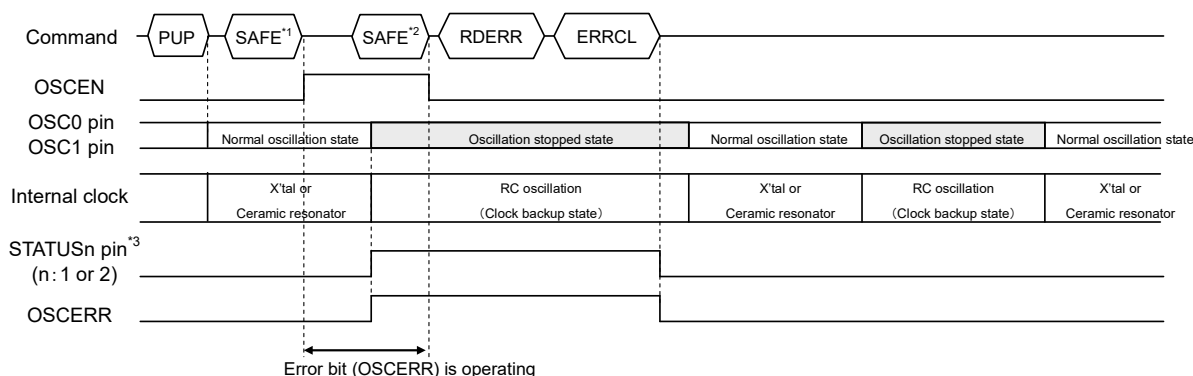 Command PUP SAFE*1 SAFE*2 RDERR ERRCL
OSCEN
OSC0 pin
OSC1 pin
Normal oscillation state Oscillation stopped state Normal oscillation state Oscillation stopped state Normal oscillation state
Internal clock
X'tal or RC oscillation X'tal or RC oscillation X'tal or
Ceramic resonator (Clock backup state) Ceramic resonator (Clock backup state) Ceramic resonator
STATUSn pin*3
(n:1 or 2)
OSCERR
Error bit (OSCERR) is operating